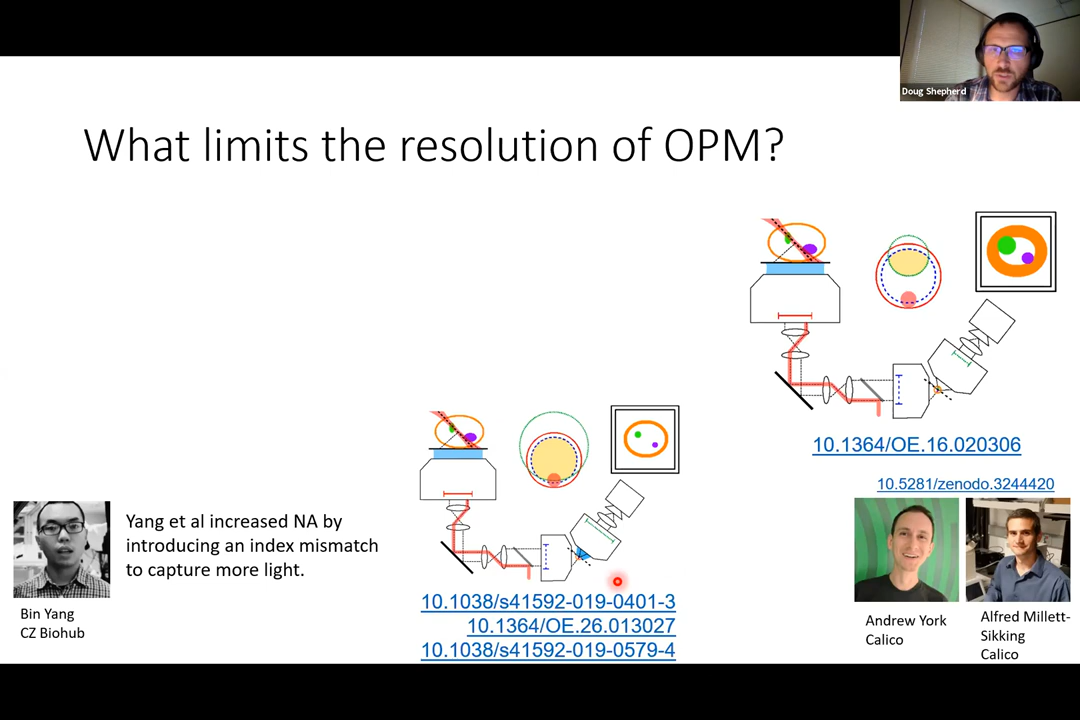 Doug Shepherd
What limits the resolution of OPM?
10.1364/OE.16.020306
10.5281/zenodo.3244420
Yang et al increased NA by
introducing an index mismatch
to capture more light.
Bin Yang
CZ Biohub
10.1038/s41592-019-0401-3
10.1364/OE.26.013027
10.1038/s41592-019-0579-4
Andrew York
Calico
Alfred Millett-
Sikking
Calico